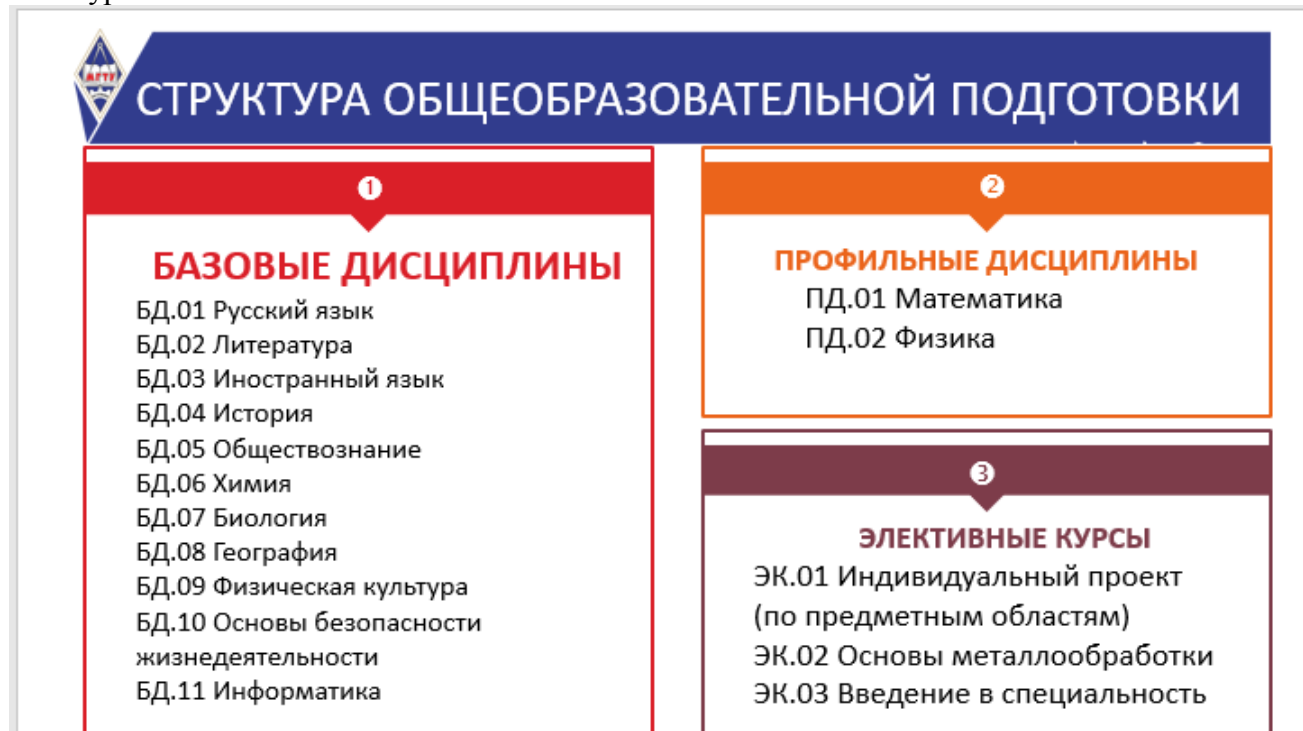 ур
МГТУ
СТРУКТУРА ОБЩЕОБРАЗОВАТЕЛЬНОЙ ПОДГОТОВКИ
1
БАЗОВЫЕ ДИСЦИПЛИНЫ
БД.01 Русский язык
БД.02 Литература
БД.03 Иностранный язык
БД.04 История
БД.05 Обществознание
БД.06 Химия
БД.07 Биология
БД.08 География
БД.09 Физическая культура
БД.10 Основы безопасности
жизнедеятельности
БД.11 Информатика
2
ПРОФИЛЬНЫЕ ДИСЦИПЛИНЫ
ПД.01 Математика
ПД.02 Физика
3
ЭЛЕКТИВНЫЕ КУРСЫ
ЭК.01 Индивидуальный проект
(по предметным областям)
ЭК.02 Основы металлообработки
ЭК.03 Введение в специальность